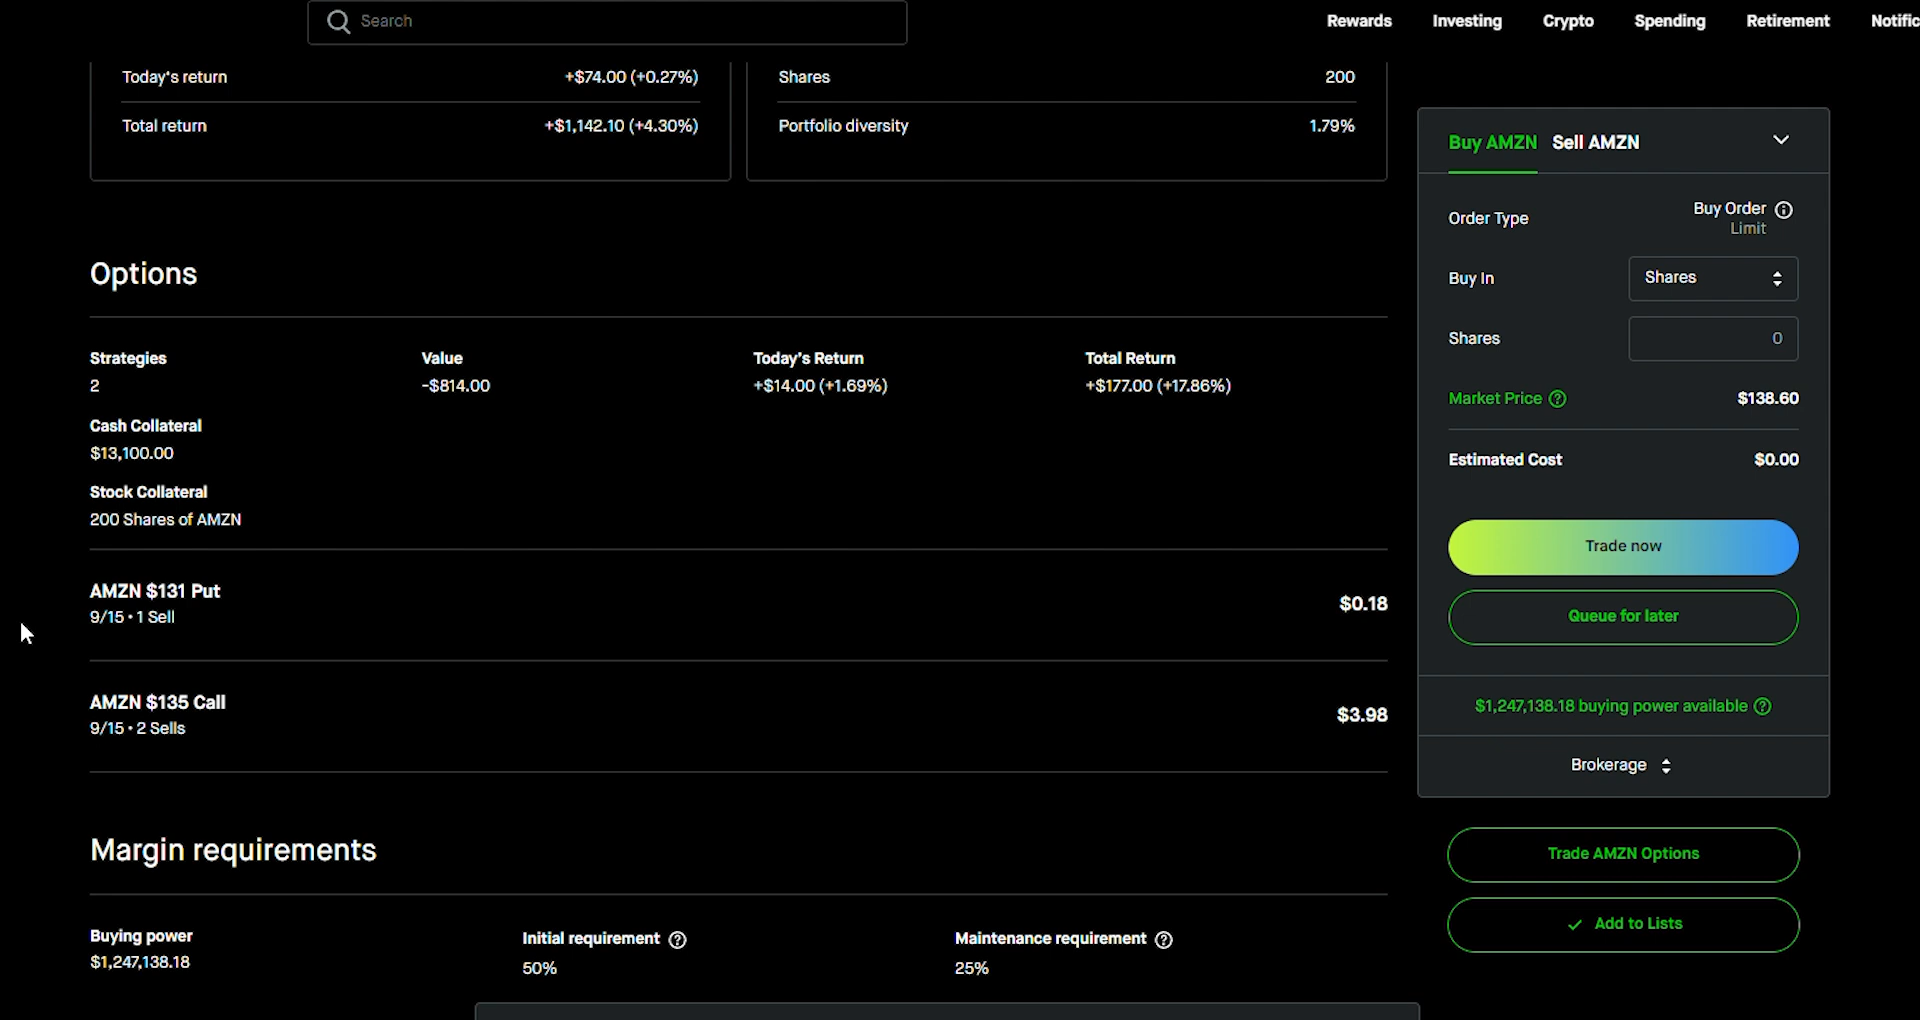 Search
Rewards Investing Crypto Spending Retirement Notific
Today's return +$74.00 (+0.27%)
Total return +$1,142.10 (+4.30%)
Shares 200
Portfolio diversity 1.79%
Options
Strategies Value Today's Return Total Return
2 -$814.00 +$14.00 (+1.69%) +$177.00 (+17.86%)
Cash Collateral
$13,100.00
Stock Collateral
200 Shares of AMZN
AMZN $131 Put
9/15 • 1 Sell
$0.18
AMZN $135 Call
9/15 • 2 Sells
$3.98
Margin requirements
Buying power Initial requirement ? Maintenance requirement ?
$1,247,138.18 50% 25%
Buy AMZN Sell AMZN
Order Type Buy Order
Limit
Buy In Shares
Shares 0
Market Price ? $138.60
Estimated Cost $0.00
Trade now
Queue for later
$1,247,138.18 buying power available ?
Brokerage
Trade AMZN Options
✓ Add to Lists